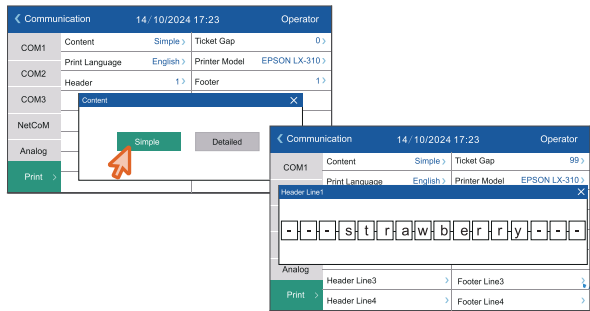 Communication 14/10/2024 17:23 Operator
COM1 Content Simple Ticket Gap 0
Print Language English Printer Model EPSON LX-310
COM2 Header 1 Footer 1
COM3 Content X
NetCoM
Analog Simple Detailed
Print
Communication 14/10/2024 17:23 Operator
COM1 Content Simple Ticket Gap 99
Print Language English Printer Model EPSON LX-310
Header Line1 X
- - - s t r a w b e r r y - - -
Analog
Header Line3 Footer Line3
Print Header Line4 Footer Line4